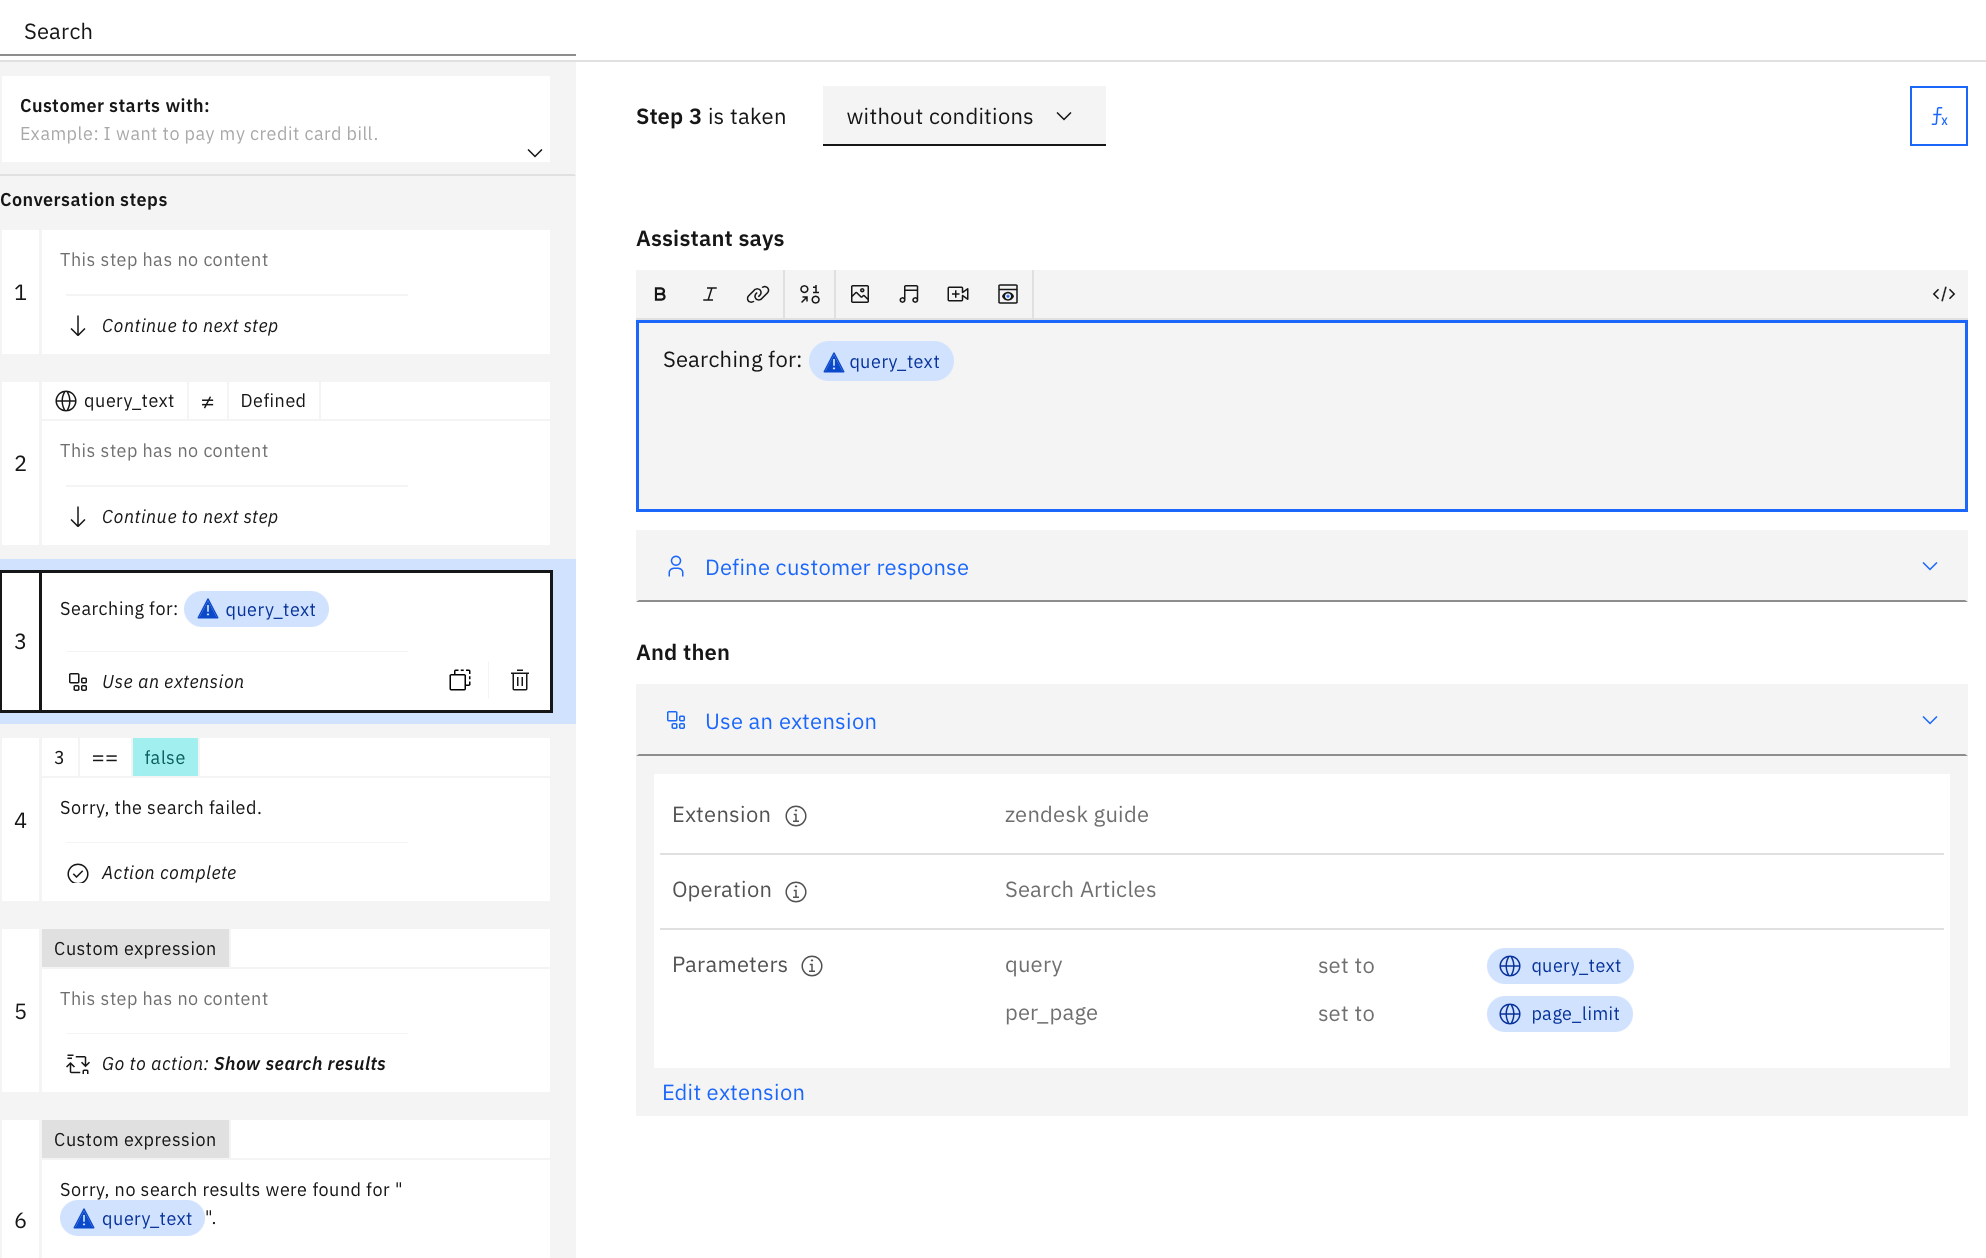 Search
Customer starts with:
Example: I want to pay my credit card bill.
Conversation steps
1
This step has no content
Continue to next step
2
query_text ≠ Defined
This step has no content
Continue to next step
3
Searching for: query_text
Use an extension
4
3 == false
Sorry, the search failed.
Action complete
5
Custom expression
This step has no content
Go to action: Show search results
6
Custom expression
Sorry, no search results were found for "
query_text ".
Step 3 is taken without conditions
fx
Assistant says
B I </>
Searching for: query_text
Define customer response
And then
Use an extension
Extension zendesk guide
Operation Search Articles
Parameters query set to query_text
per_page set to page_limit
Edit extension